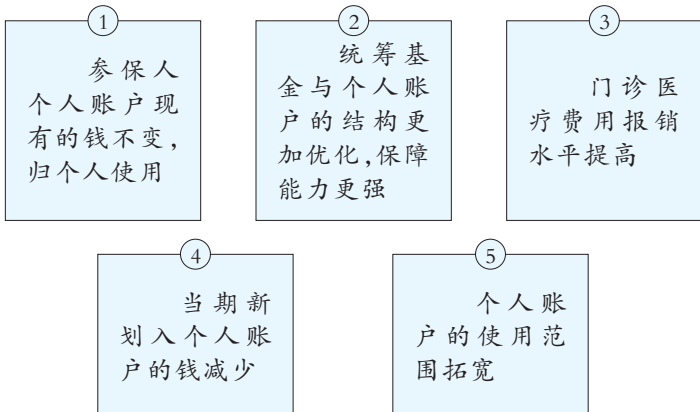 1
参保人
个人账户现
有的钱不变，
归个人使用
2
统筹基
金与个人账
户的结构更
加优化，保障
能力更强
3
门诊医
疗费用报销
水平提高
4
当期新
划入个人账
户的钱减少
5
个人账
户的使用范
围拓宽